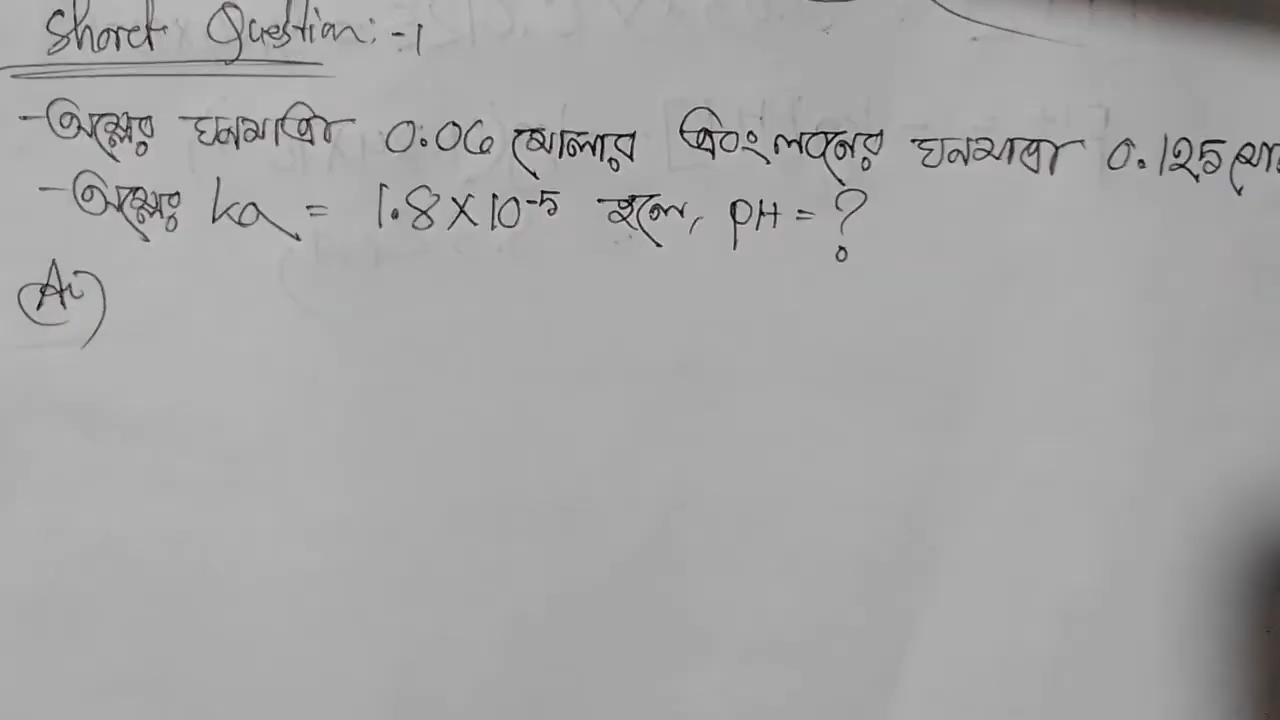 Short Question:-1
অম্লের ঘনমাত্রা 0.06 মোলার এবং লবনের ঘনমাত্রা 0.125 মো
অম্লের ka = 1.8×10-5 হলে, pH = ?